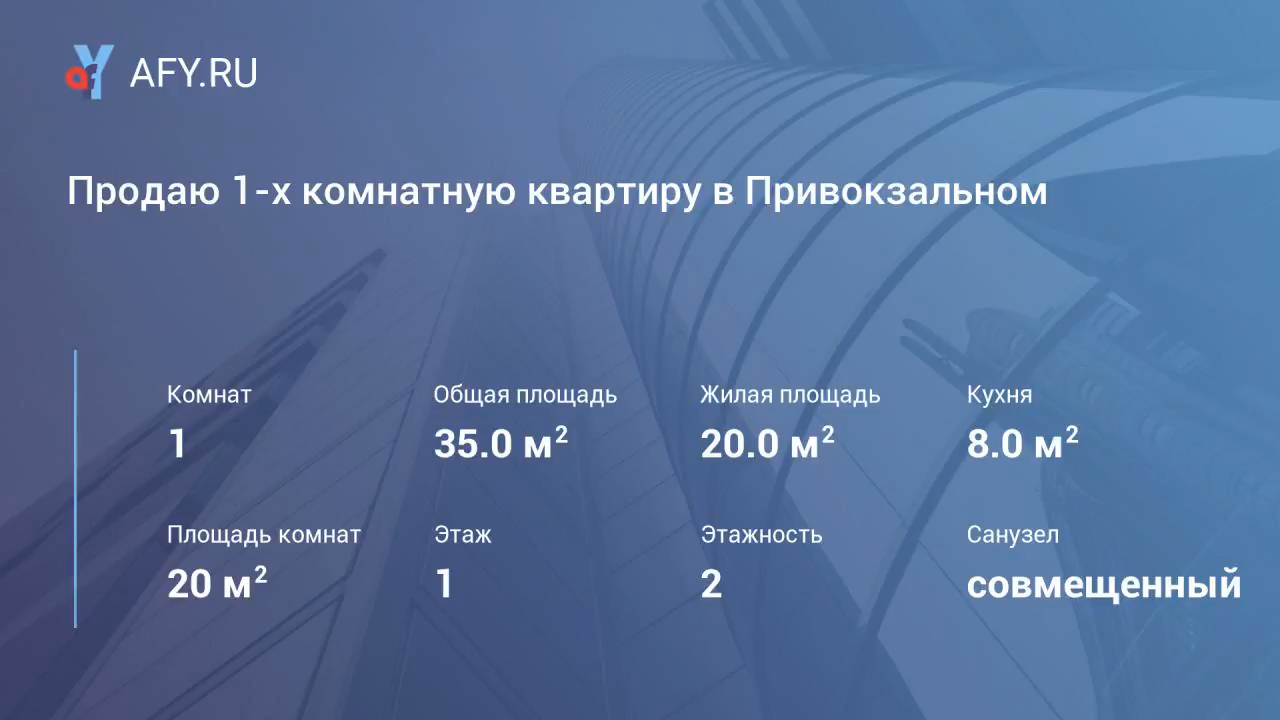 AFY.RU
Продаю 1-х комнатную квартиру в Привокзальном
Комнат Общая площадь Жилая площадь Кухня
1 35.0 м² 20.0 м² 8.0 м²
Площадь комнат Этаж Этажность Санузел
20 м² 1 2 совмещенный